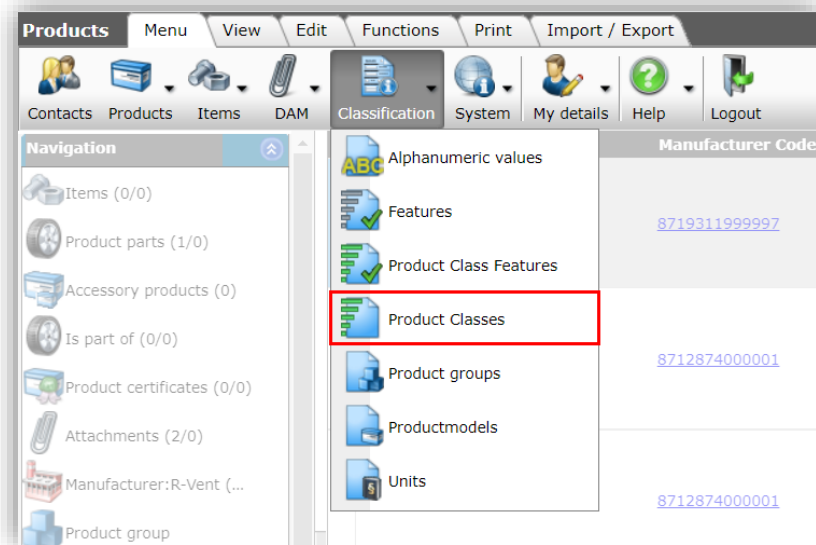 Products Menu View Edit Functions Print Import / Export
Contacts Products Items DAM Classification System My details Help Logout
Navigation
Items (0/0)
Product parts (1/0)
Accessory products (0)
Is part of (0/0)
Product certificates (0/0)
Attachments (2/0)
Manufacturer:R-Vent (...
Product group
ABC Alphanumeric values
Features
Product Class Features
Product Classes
Product groups
Productmodels
Units
Manufacturer Code
8719311999997
8712874000001
8712874000001